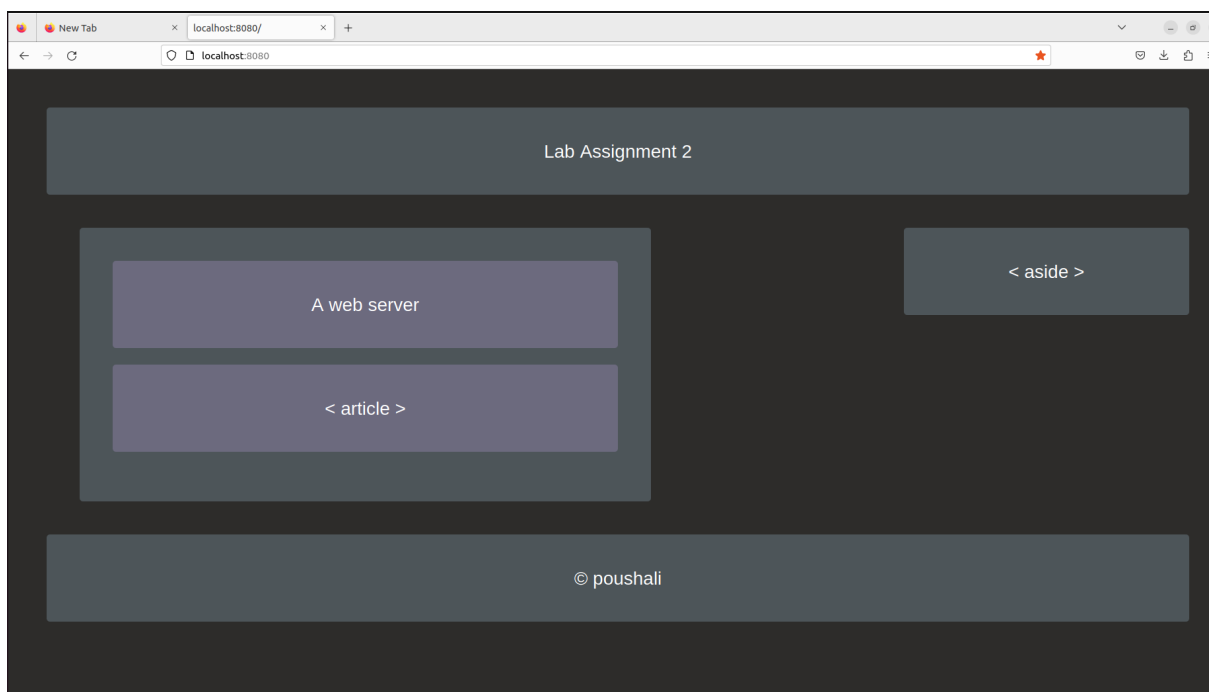 New Tab
localhost:8080/
localhost:8080
Lab Assignment 2
A web server
< aside >
< article >
© poushali